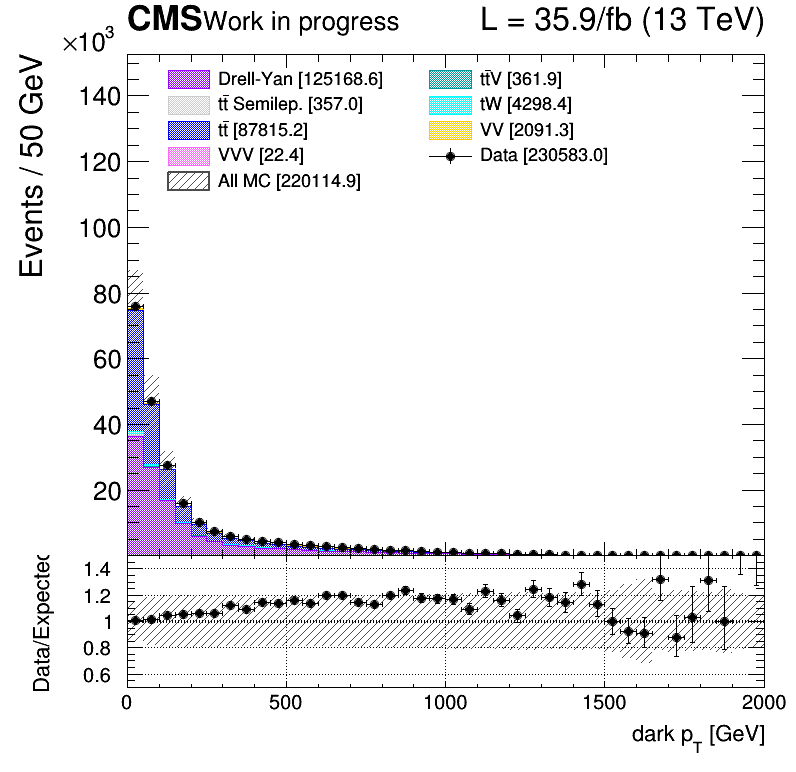 CMS Work in progress L = 35.9/fb (13 TeV)
×10³
Events / 50 GeV
140
120
100
80
60
40
20
Drell-Yan [125168.6]
tt̄ Semilep. [357.0]
tt̄ [87815.2]
VVV [22.4]
All MC [220114.9]
tt̄V [361.9]
tW [4298.4]
VV [2091.3]
Data [230583.0]
Data/Expected
1.4
1.2
1
0.8
0.6
0 500 1000 1500 2000
dark p_T [GeV]